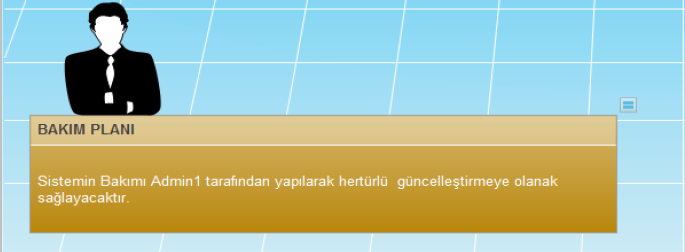 BAKIM PLANI
Sistemin Bakımı Admin1 tarafından yapılarak hertürlü  güncelleştirmeye olanak
sağlayacaktır.